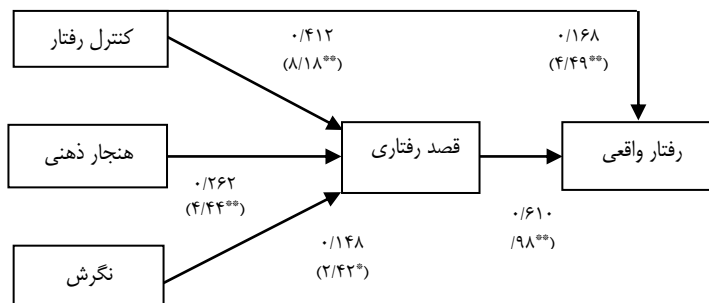 کنترل رفتار
۰/۴۱۲
(۸/۱۸**)
۰/۱۶۸
(۴/۴۹**)
هنجار ذهنی
قصد رفتاری
رفتار واقعی
۰/۲۶۲
(۴/۴۴**)
۰/۶۱۰
/۹۸**)
نگرش
۰/۱۴۸
(۲/۴۲*)